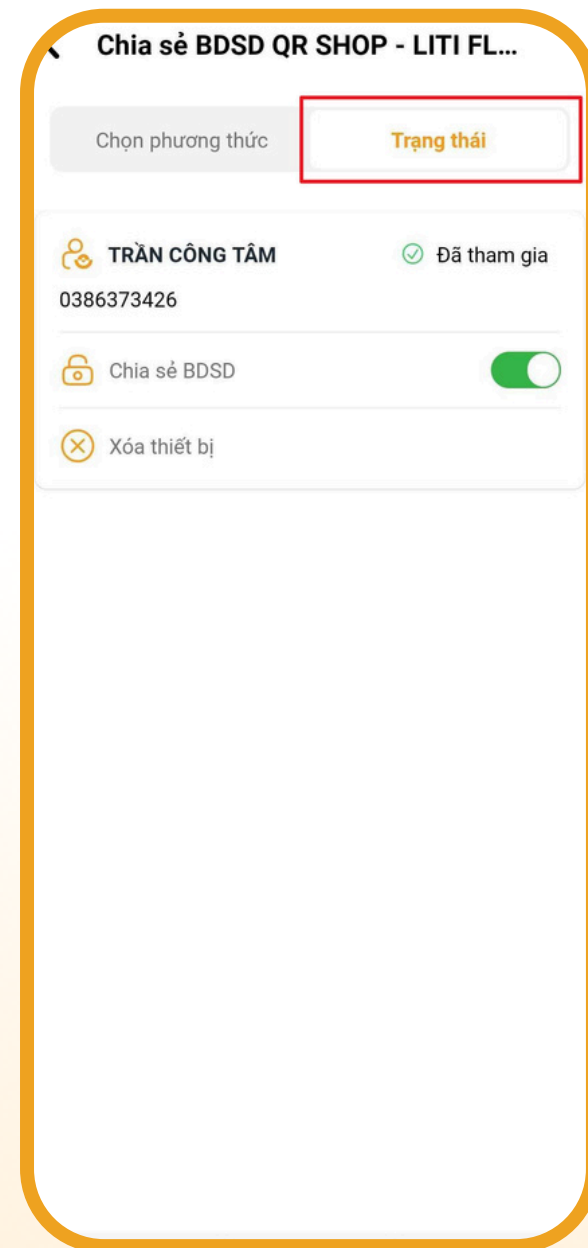 Chia sẻ BDSD QR SHOP - LITI FL...
Chọn phương thức
Trạng thái
TRẦN CÔNG TÂM
Đã tham gia
0386373426
Chia sẻ BDSD
Xóa thiết bị